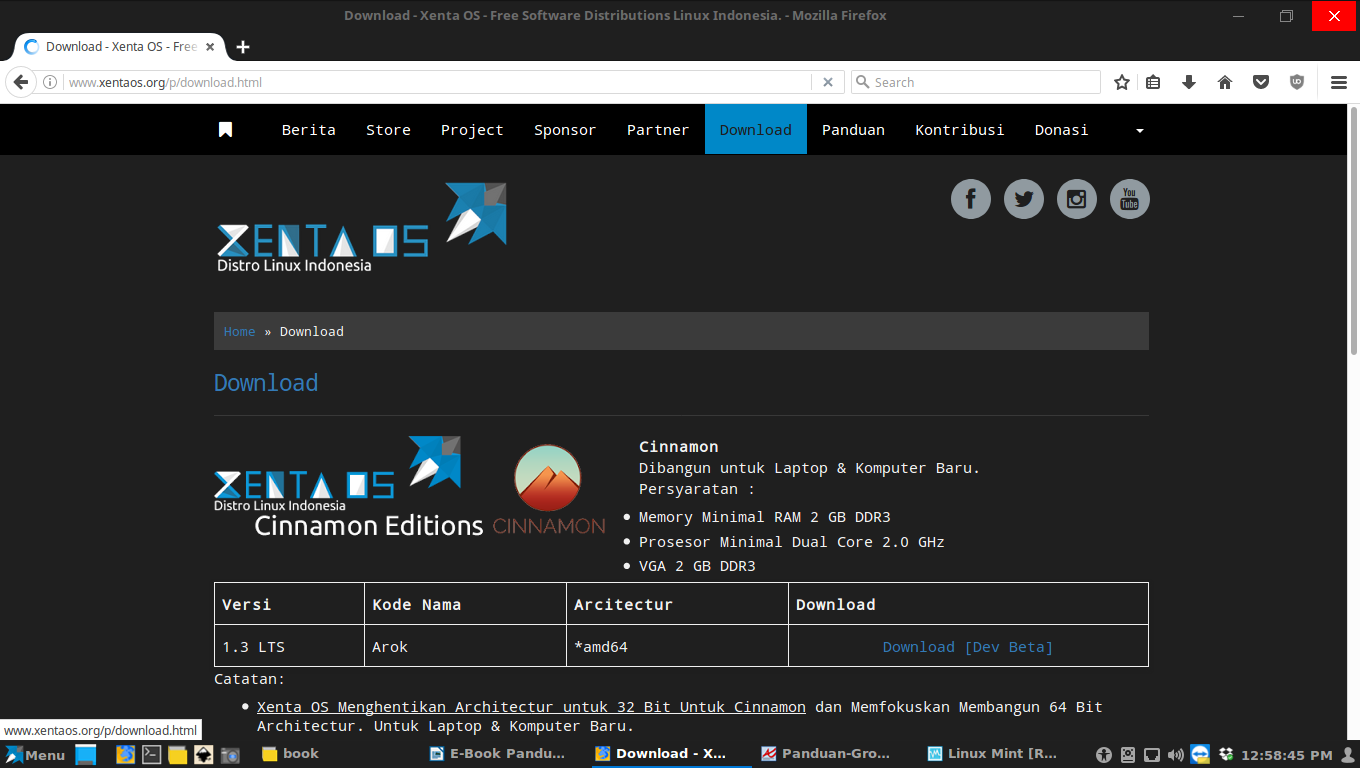 Download - Xenta OS - Free Software Distributions Linux Indonesia. - Mozilla Firefox
Download - Xenta OS - Free
www.xentaos.org/p/download.html
Search
Berita Store Project Sponsor Partner Download Panduan Kontribusi Donasi
You Tube
XENTA OS
Distro Linux Indonesia
Home » Download
Download
XENTA OS
Distro Linux Indonesia
Cinnamon Editions
CINNAMON
Cinnamon
Dibangun untuk Laptop & Komputer Baru.
Persyaratan :
Memory Minimal RAM 2 GB DDR3
Prosesor Minimal Dual Core 2.0 GHz
VGA 2 GB DDR3
Versi Kode Nama Arcitectur Download
1.3 LTS Arok *amd64 Download [Dev Beta]
Catatan:
Xenta OS Menghentikan Architectur untuk 32 Bit Untuk Cinnamon dan Memfokuskan Membangun 64 Bit
Architectur. Untuk Laptop & Komputer Baru.
www.xentaos.org/p/download.html
Menu book E-Book Pandu... Download - X... Panduan-Gro... Linux Mint [R... 12:58:45 PM